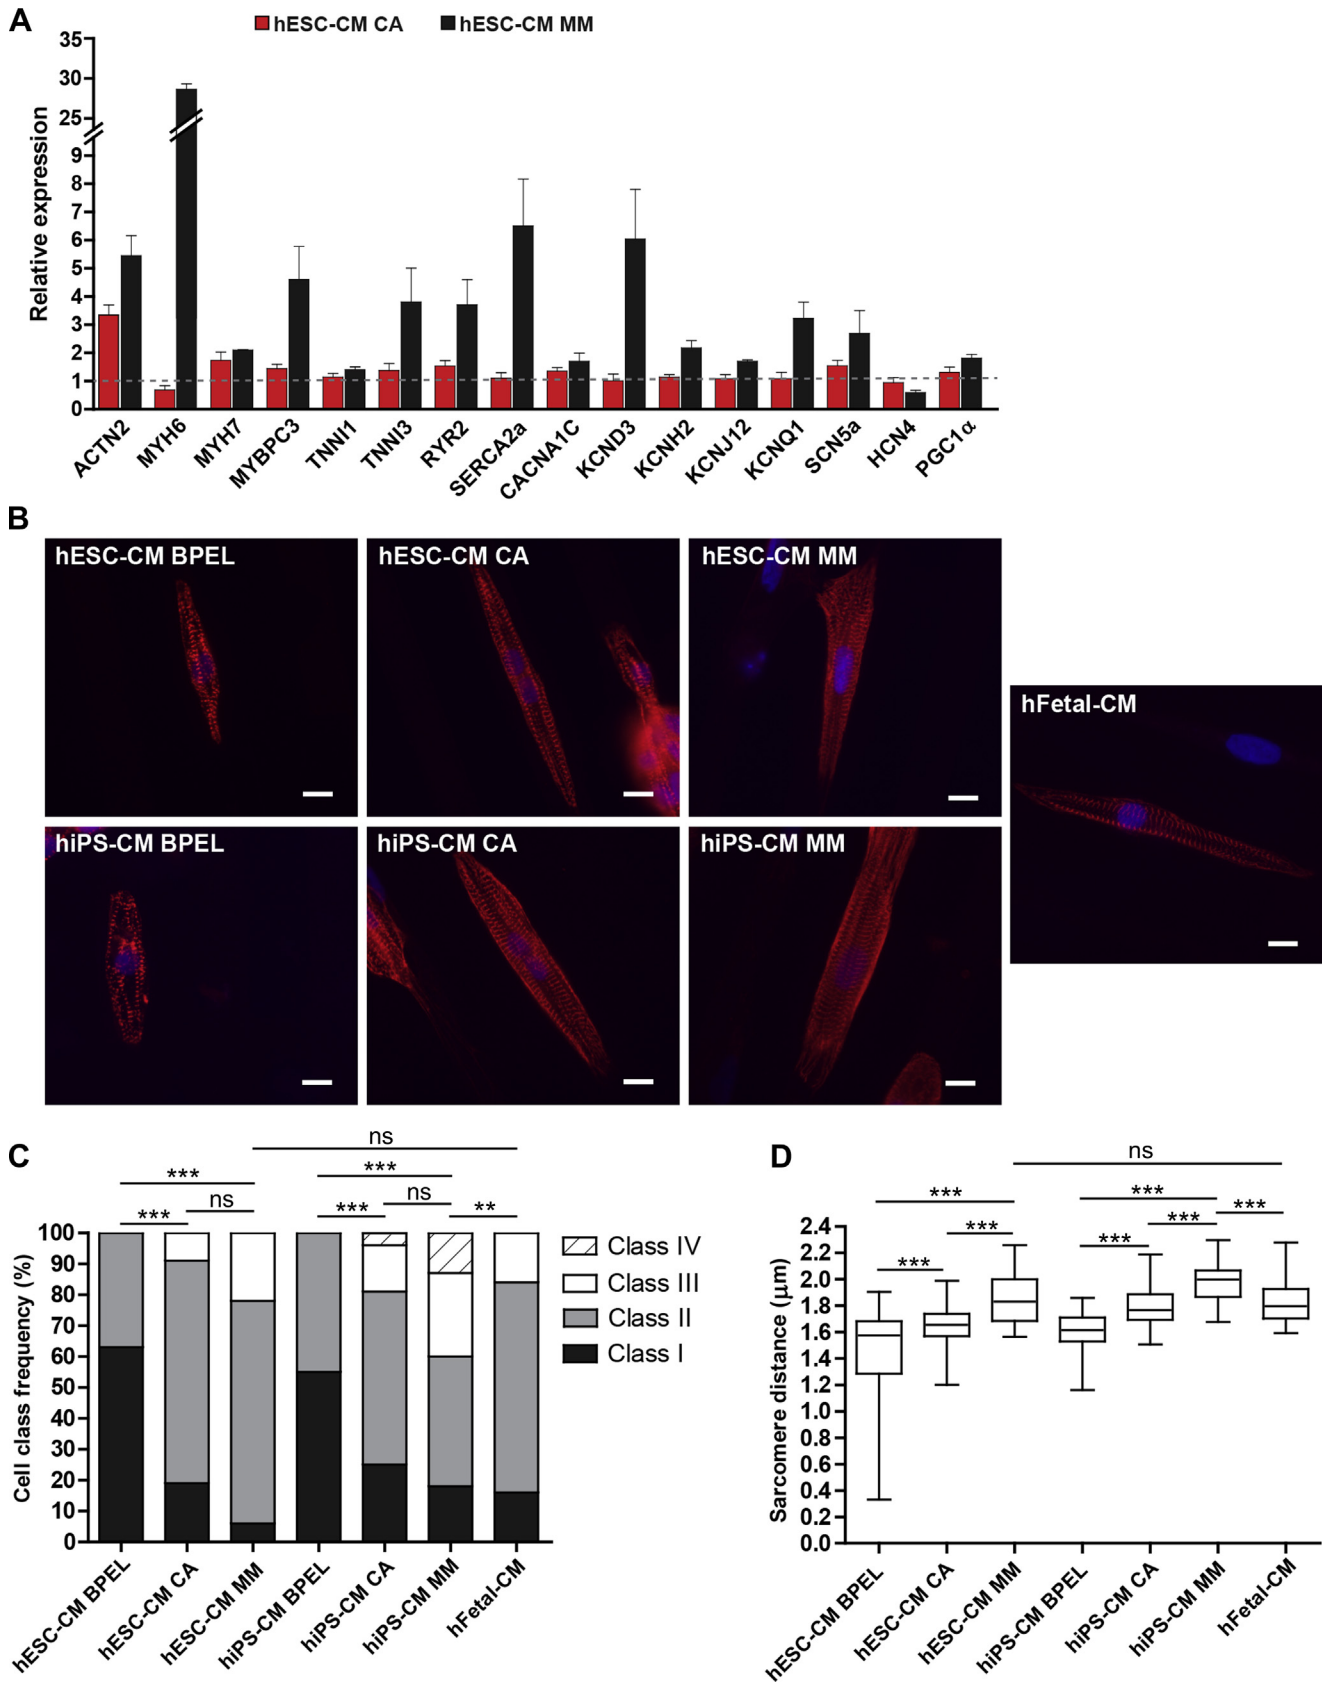 A
hESC-CM CA
hESC-CM MM
Relative expression
35
30
25
9
8
7
6
5
4
3
2
1
0
ACTN2
MYH6
MYH7
MYBPC3
TNNI1
TNNI3
RYR2
SERCA2a
CACNA1C
KCND3
KCNH2
KCNJ12
KCNQ1
SCN5a
HCN4
PGC1α
B
hESC-CM BPEL
hESC-CM CA
hESC-CM MM
hFetal-CM
hiPS-CM BPEL
hiPS-CM CA
hiPS-CM MM
C
ns
***
***
ns
ns
***
***
**
Cell class frequency (%)
100
90
80
70
60
50
40
30
20
10
0
Class IV
Class III
Class II
Class I
hESC-CM BPEL
hESC-CM CA
hESC-CM MM
hiPS-CM BPEL
hiPS-CM CA
hiPS-CM MM
hFetal-CM
D
ns
***
***
***
***
***
***
***
Sarcomere distance (μm)
2.4
2.2
2.0
1.8
1.6
1.4
1.2
1.0
0.8
0.6
0.4
0.2
0.0
hESC-CM BPEL
hESC-CM CA
hESC-CM MM
hiPS-CM BPEL
hiPS-CM CA
hiPS-CM MM
hFetal-CM